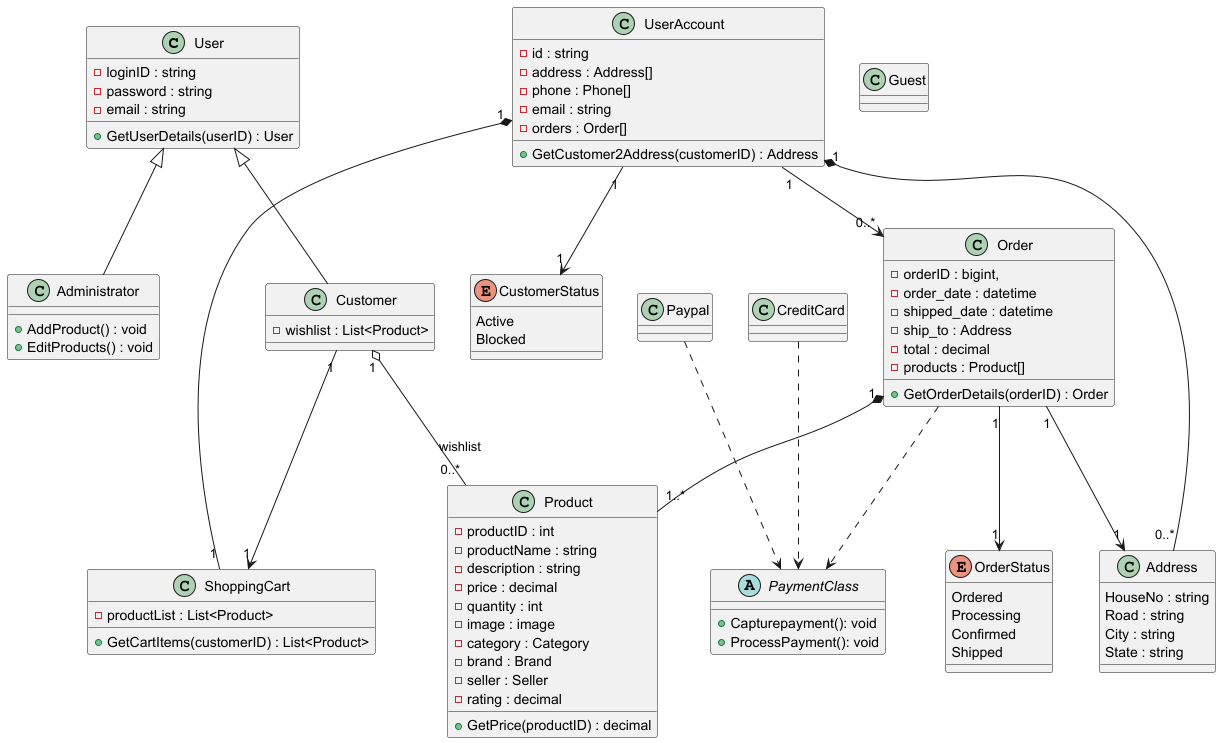 C User
loginID : string
password : string
email : string
GetUserDetails(userID) : User
C UserAccount
id : string
address : Address[]
phone : Phone[]
email : string
orders : Order[]
GetCustomer2Address(customerID) : Address
C Guest
1
1
1
1
1
0..*
C Administrator
AddProduct() : void
EditProducts() : void
C Customer
wishlist : List<Product>
E CustomerStatus
Active
Blocked
C Paypal
C CreditCard
C Order
orderID : bigint,
order_date : datetime
shipped_date : datetime
ship_to : Address
total : decimal
products : Product[]
GetOrderDetails(orderID) : Order
1
1
1
1
1
wishlist
0..*
1..*
1
1
1
1
0..*
C ShoppingCart
productList : List<Product>
GetCartItems(customerID) : List<Product>
C Product
productID : int
productName : string
description : string
price : decimal
quantity : int
image : image
category : Category
brand : Brand
seller : Seller
rating : decimal
GetPrice(productID) : decimal
A PaymentClass
Capturepayment(): void
ProcessPayment(): void
E OrderStatus
Ordered
Processing
Confirmed
Shipped
C Address
HouseNo : string
Road : string
City : string
State : string